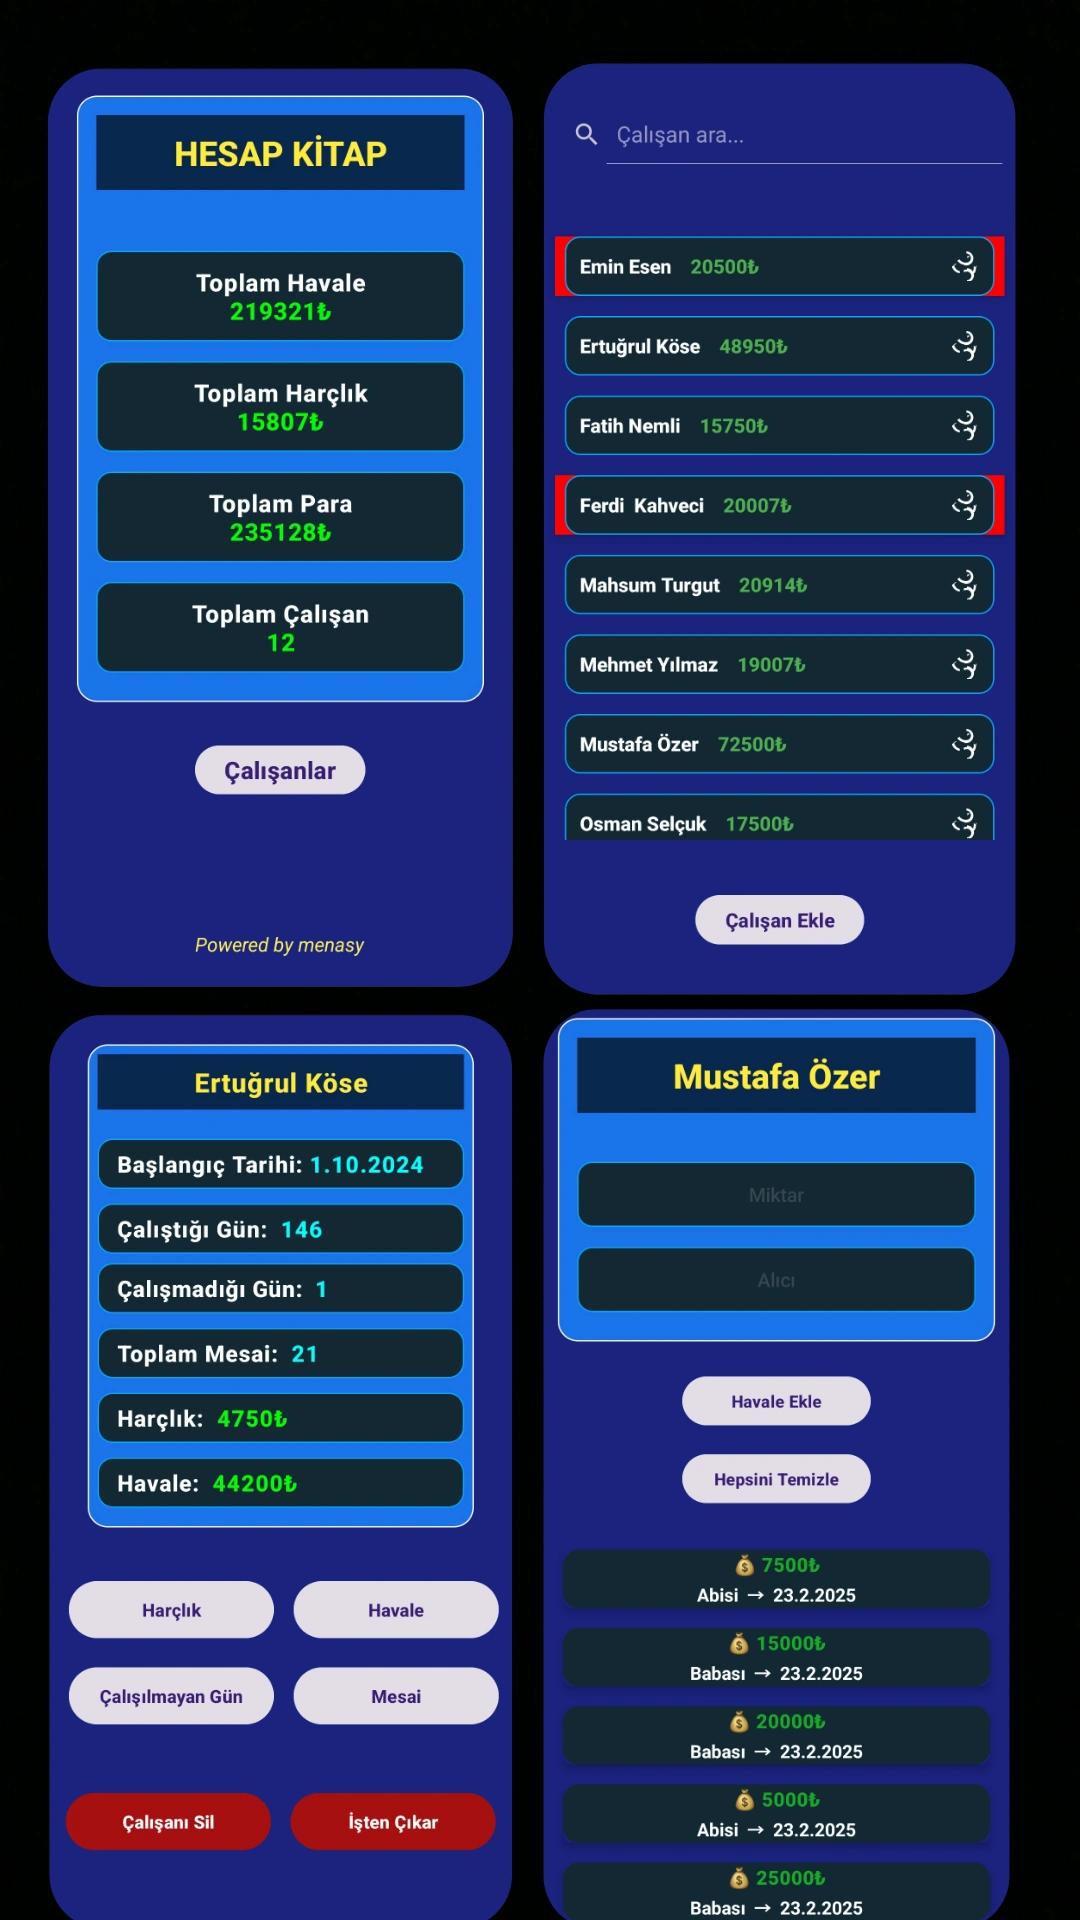 HESAP KİTAP
Toplam Havale
219321₺
Toplam Harçlık
15807₺
Toplam Para
235128₺
Toplam Çalışan
12
Çalışanlar
Powered by menasy
Çalışan ara...
Emin Esen 20500₺
Ertuğrul Köse 48950₺
Fatih Nemli 15750₺
Ferdi  Kahveci 20007₺
Mahsum Turgut 20914₺
Mehmet Yılmaz 19007₺
Mustafa Özer 72500₺
Osman Selçuk 17500₺
Çalışan Ekle
Ertuğrul Köse
Başlangıç Tarihi: 1.10.2024
Çalıştığı Gün: 146
Çalışmadığı Gün: 1
Toplam Mesai: 21
Harçlık: 4750₺
Havale: 44200₺
Harçlık Havale
Çalışılmayan Gün Mesai
Çalışanı Sil İşten Çıkar
Mustafa Özer
Miktar
Alıcı
Havale Ekle
Hepsini Temizle
💰 7500₺
Abisi → 23.2.2025
💰 15000₺
Babası → 23.2.2025
💰 20000₺
Babası → 23.2.2025
💰 5000₺
Abisi → 23.2.2025
💰 25000₺
Babası → 23.2.2025